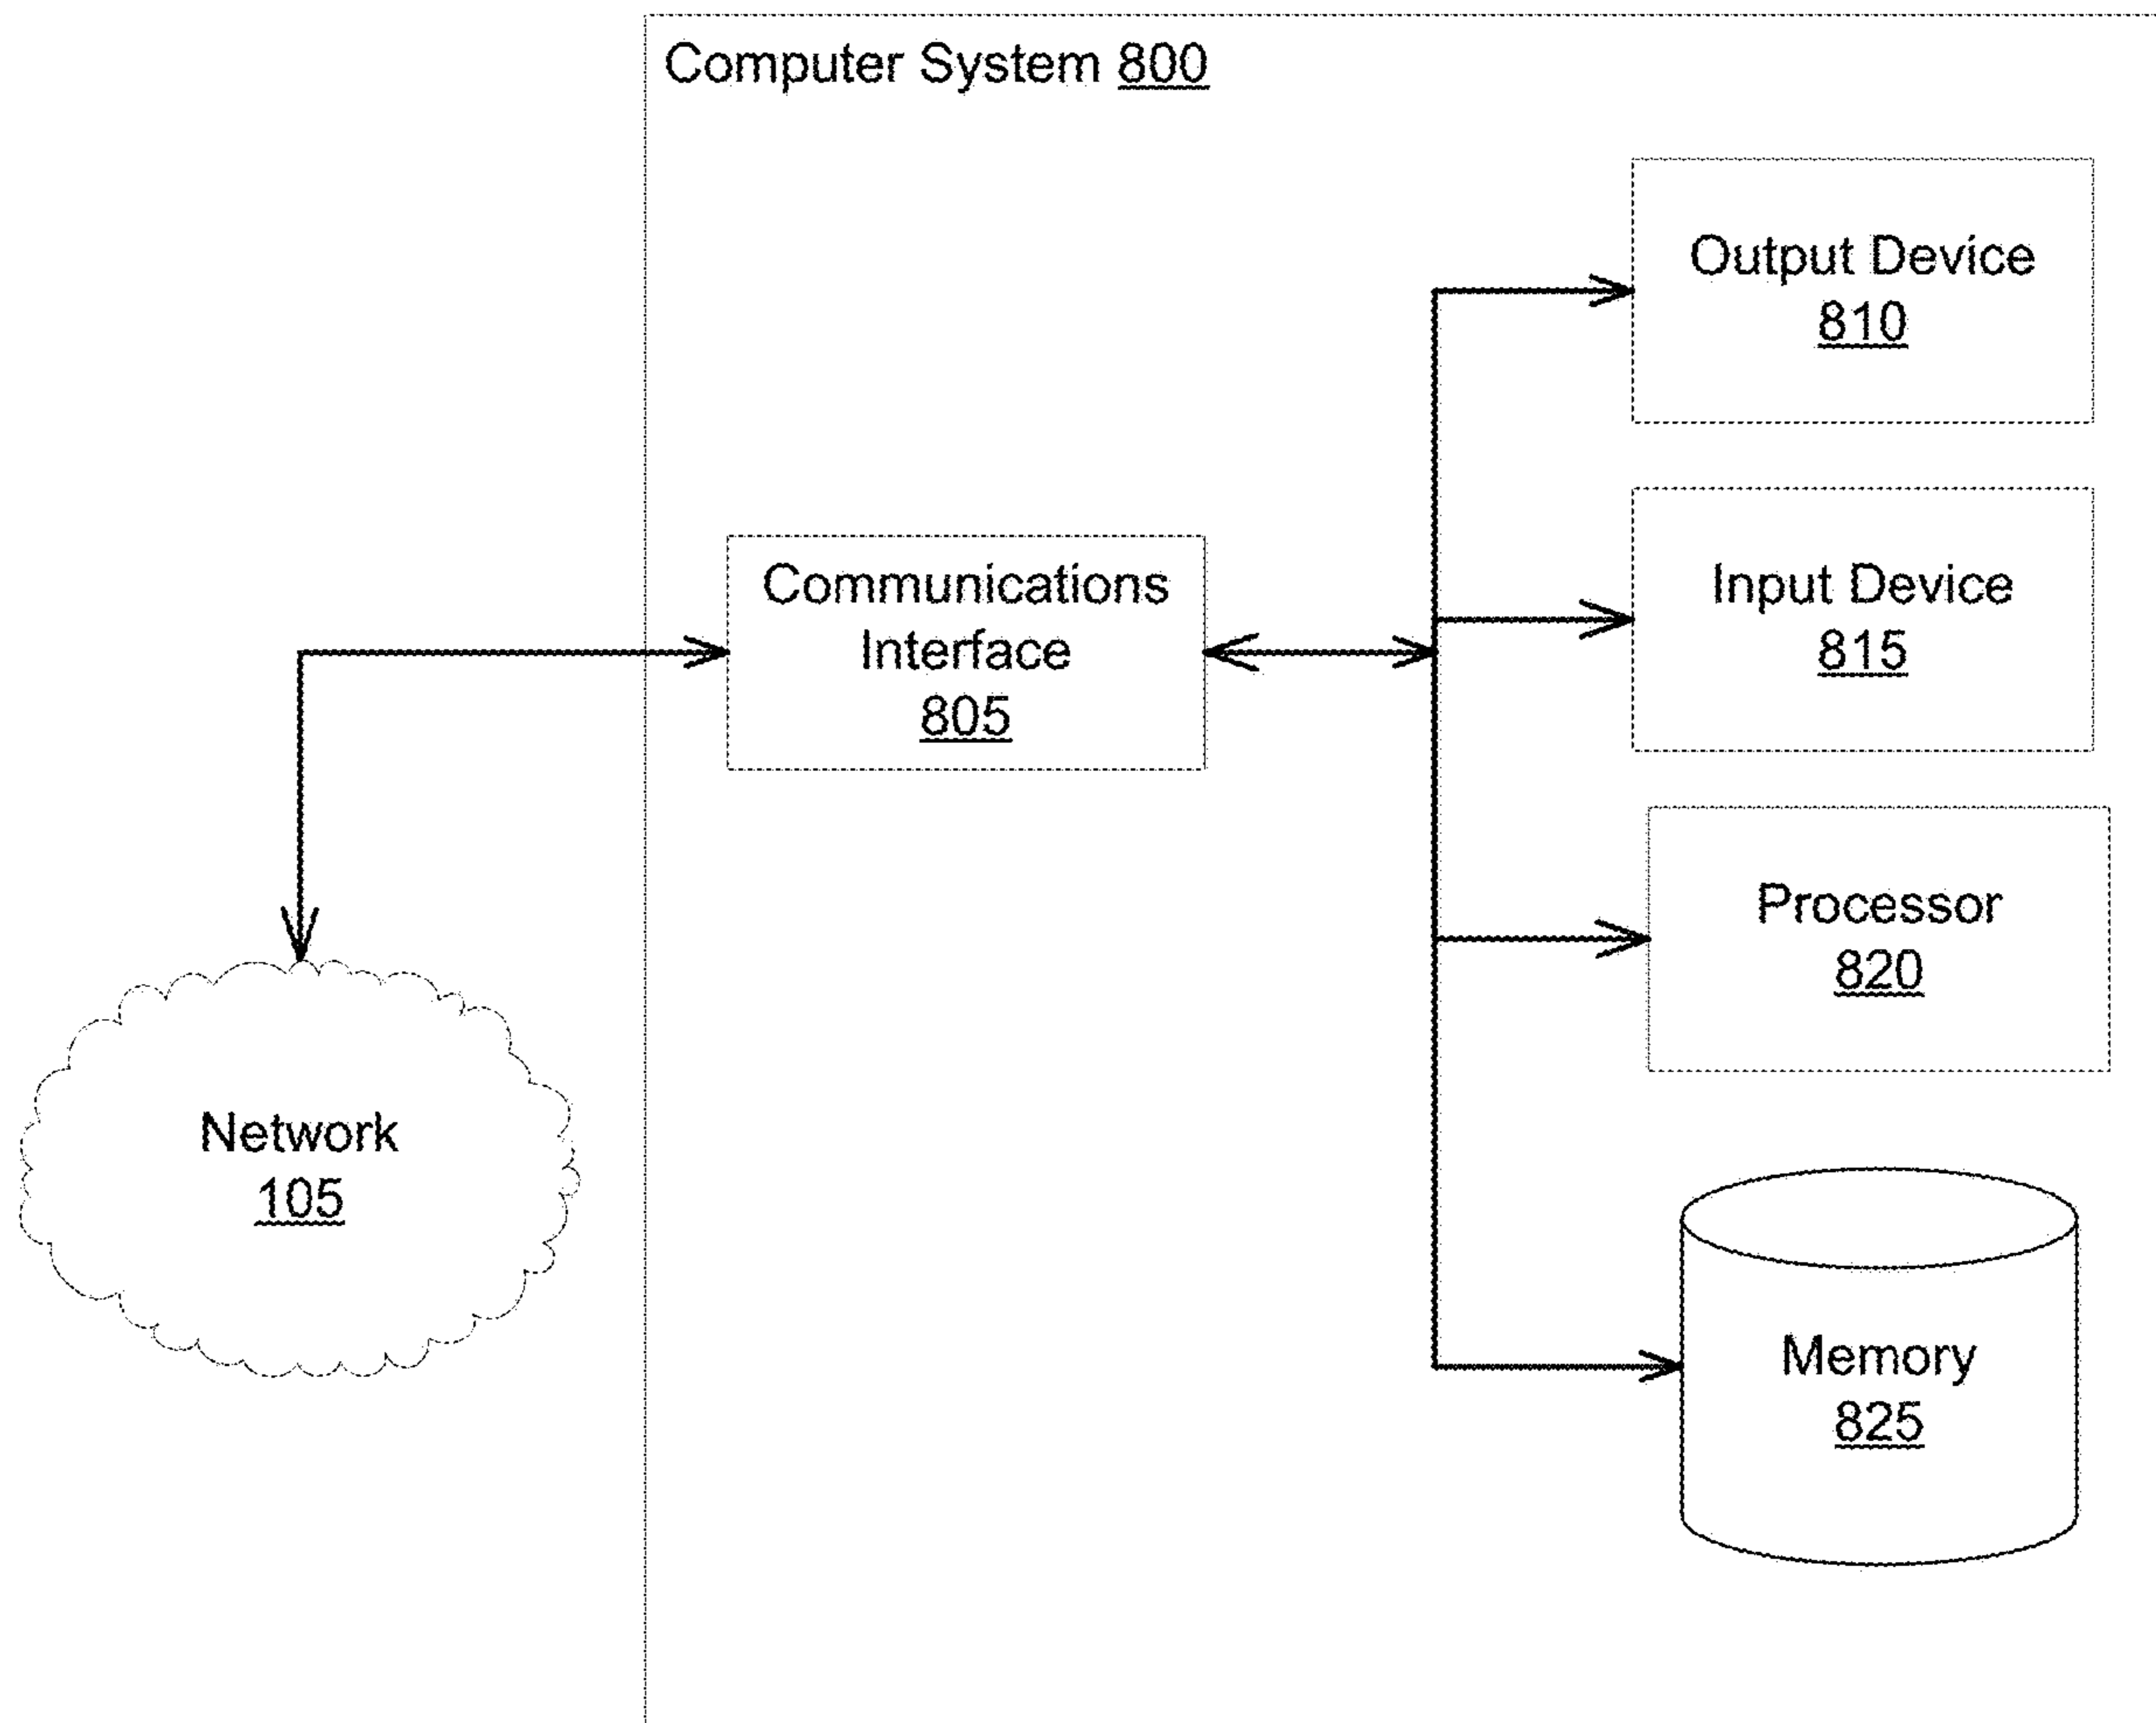 Computer System 800
Output Device
810
Communications
Interface
805
Input Device
815
Processor
820
Network
105
Memory
825